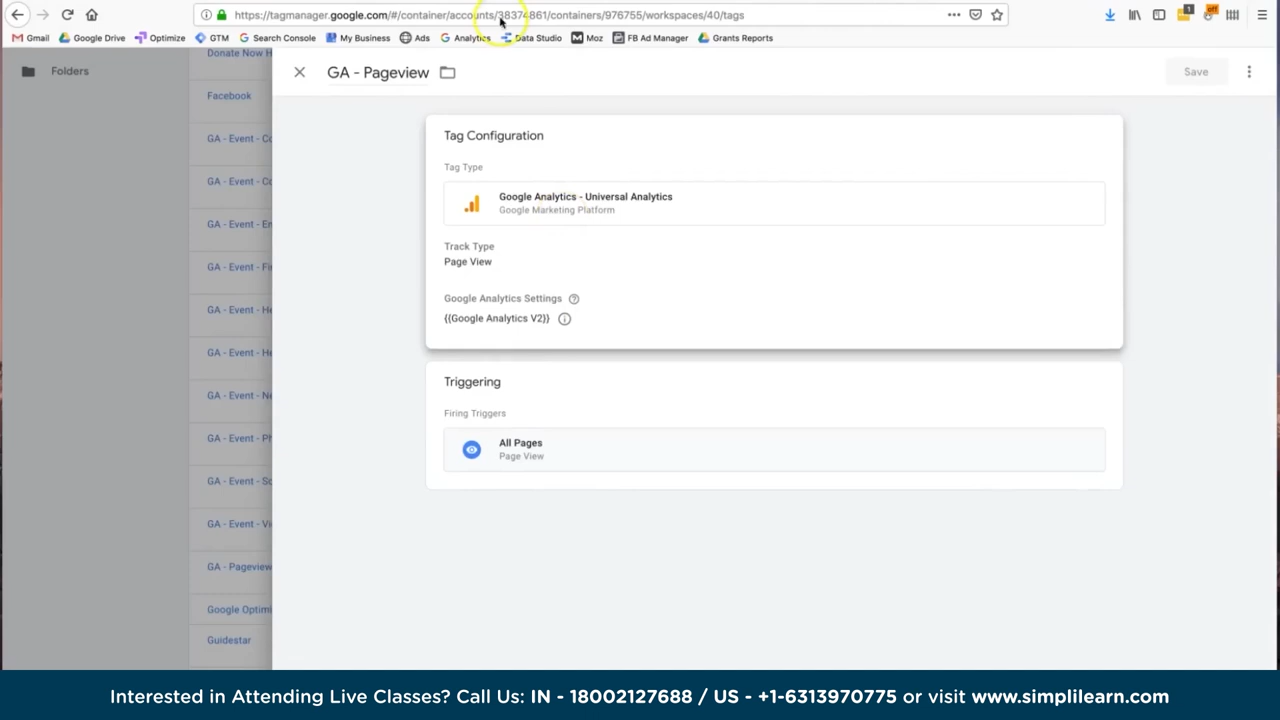 https://tagmanager.google.com/#/container/accounts/38374861/containers/976755/workspaces/40/tags
1
off
Gmail Google Drive Optimize GTM Search Console My Business Ads Analytics Data Studio Moz FB Ad Manager Grants Reports
Folders
Donate Now H
Facebook
GA - Event - Co
GA - Event - Co
GA - Event - En
GA - Event - Fi
GA - Event - He
GA - Event - He
GA - Event - Ne
GA - Event - Ph
GA - Event - Sc
GA - Event - Vi
GA - Pageview
Google Optim
Guidestar
GA - Pageview
Save
Tag Configuration
Tag Type
Google Analytics - Universal Analytics
Google Marketing Platform
Track Type
Page View
Google Analytics Settings
{{Google Analytics V2}}
Triggering
Firing Triggers
All Pages
Page View
Interested in Attending Live Classes? Call Us: IN - 18002127688 / US - +1-6313970775 or visit www.simplilearn.com